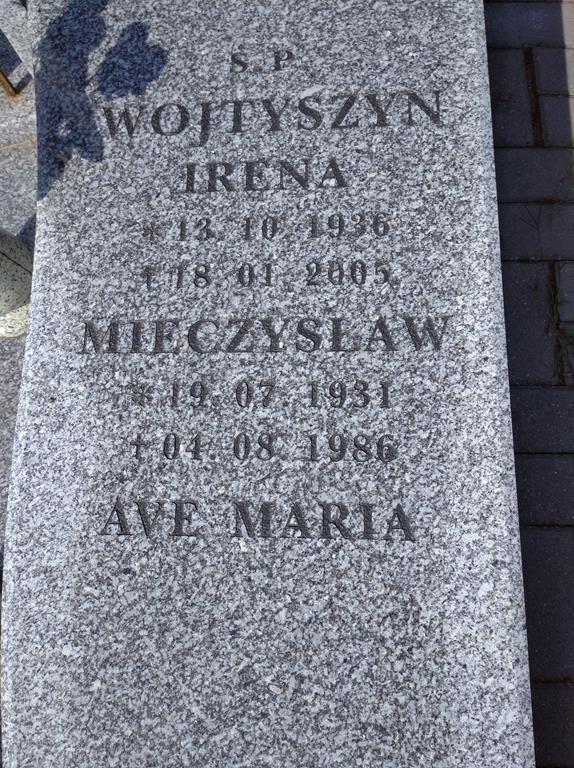 S. P.
WOJTYSZYN
IRENA
* 13. 10. 1936
† 18. 01. 2005
MIECZYSŁAW
* 19. 07. 1931
† 04. 08. 1986
AVE MARIA